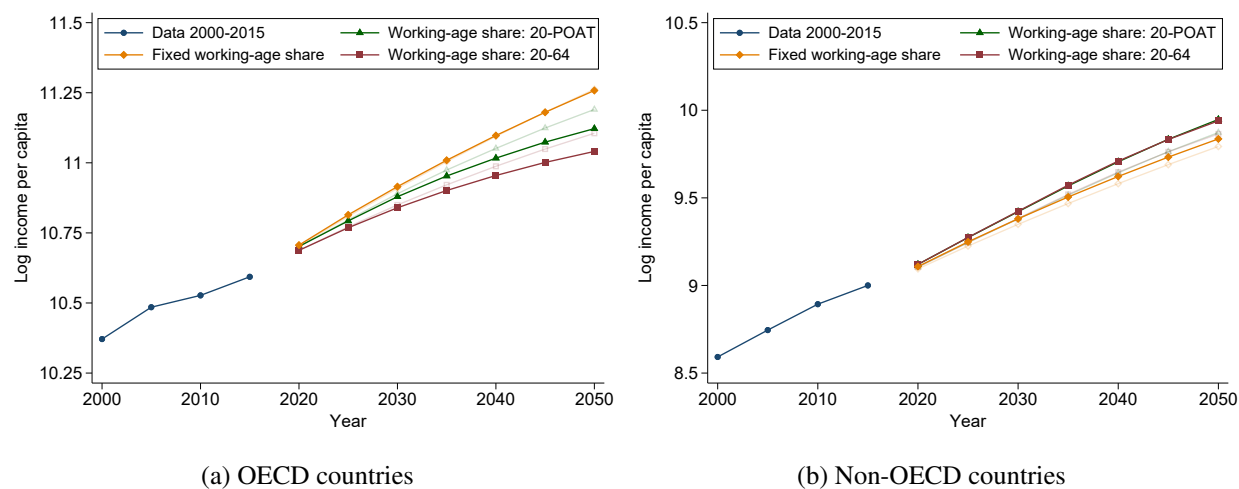 11.5
11.25
11
10.75
10.5
10.25
Log income per capita
Data 2000-2015
Working-age share: 20-POAT
Fixed working-age share
Working-age share: 20-64
2000
2010
2020
2030
2040
2050
Year
(a) OECD countries
10.5
10
9.5
9
8.5
Log income per capita
Data 2000-2015
Working-age share: 20-POAT
Fixed working-age share
Working-age share: 20-64
2000
2010
2020
2030
2040
2050
Year
(b) Non-OECD countries